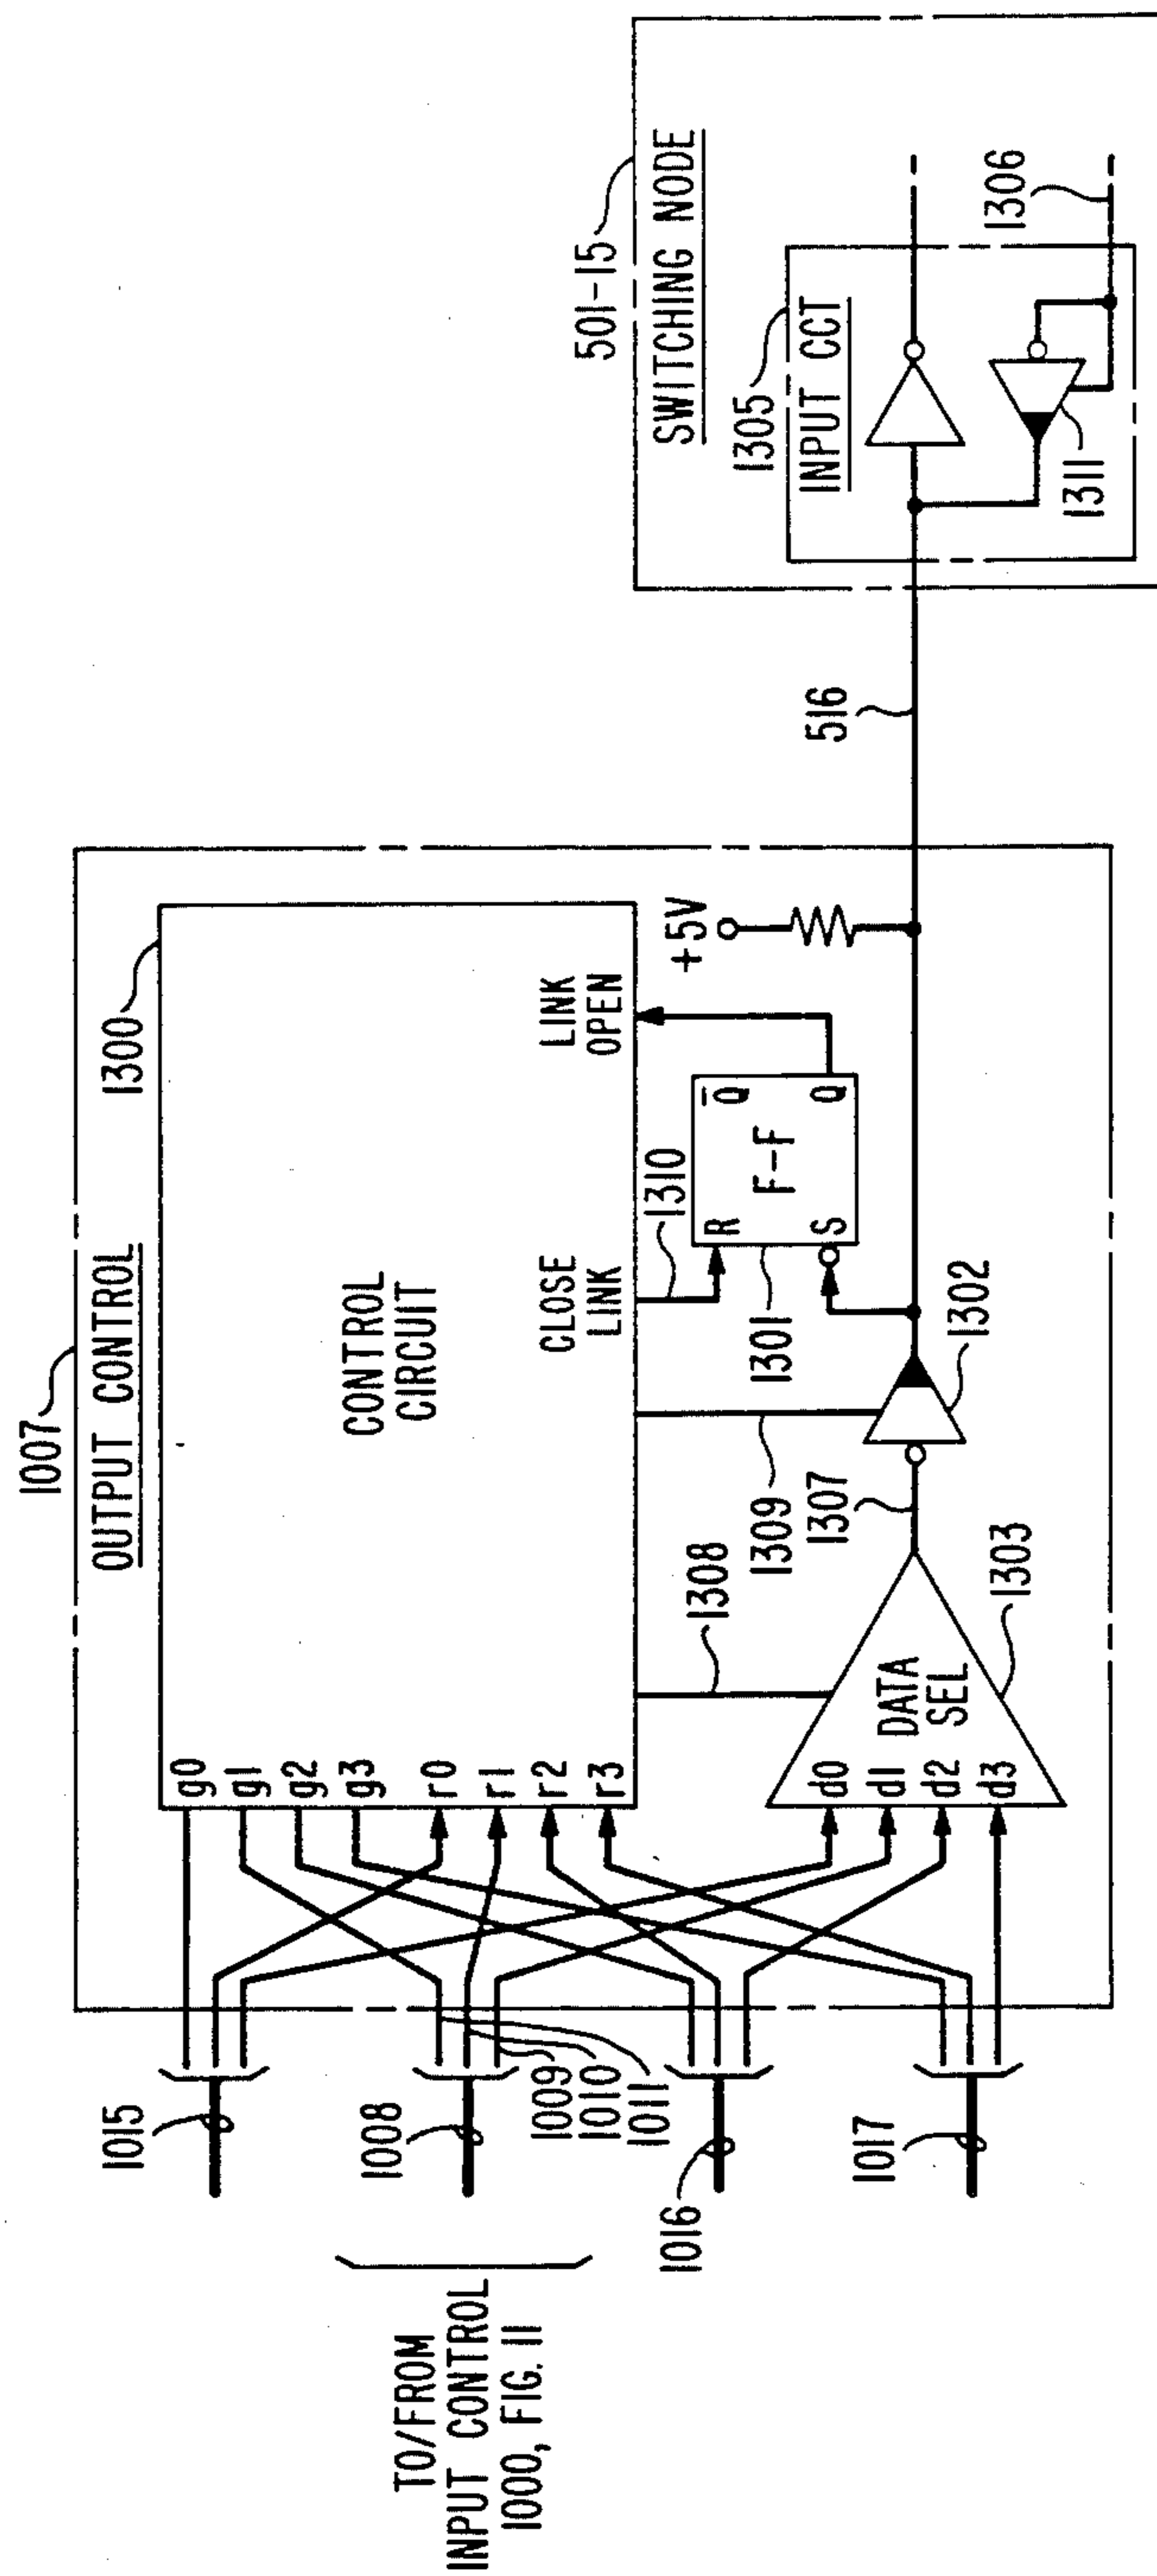 1007
OUTPUT CONTROL
1300
CONTROL
CIRCUIT
g0
g1
g2
g3
r0
r1
r2
r3
CLOSE
LINK
LINK
OPEN
1308
1309
1310
R
S
Q̅
Q
F-F
1301
+5V
DATA
SEL
d0
d1
d2
d3
1303
1307
1302
516
501-15
SWITCHING NODE
1305
INPUT CCT
1311
1306
1015
1008
1009
1010
1011
1016
1017
TO/FROM
INPUT CONTROL
1000, FIG. 11